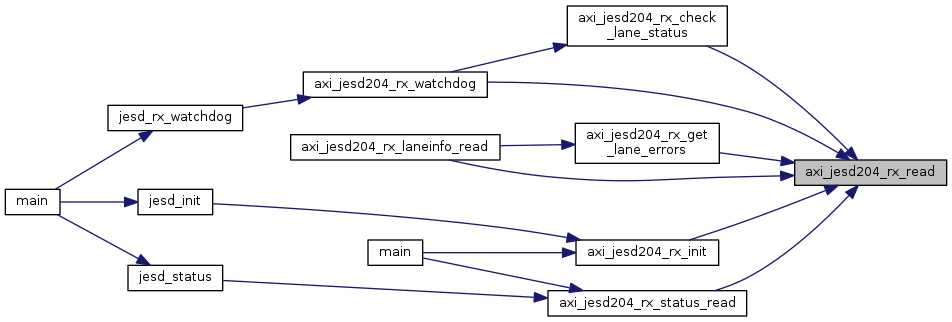 axi_jesd204_rx_check
_lane_status
axi_jesd204_rx_watchdog
jesd_rx_watchdog
axi_jesd204_rx_get
_lane_errors
axi_jesd204_rx_laneinfo_read
axi_jesd204_rx_read
main
jesd_init
main
axi_jesd204_rx_init
jesd_status
axi_jesd204_rx_status_read